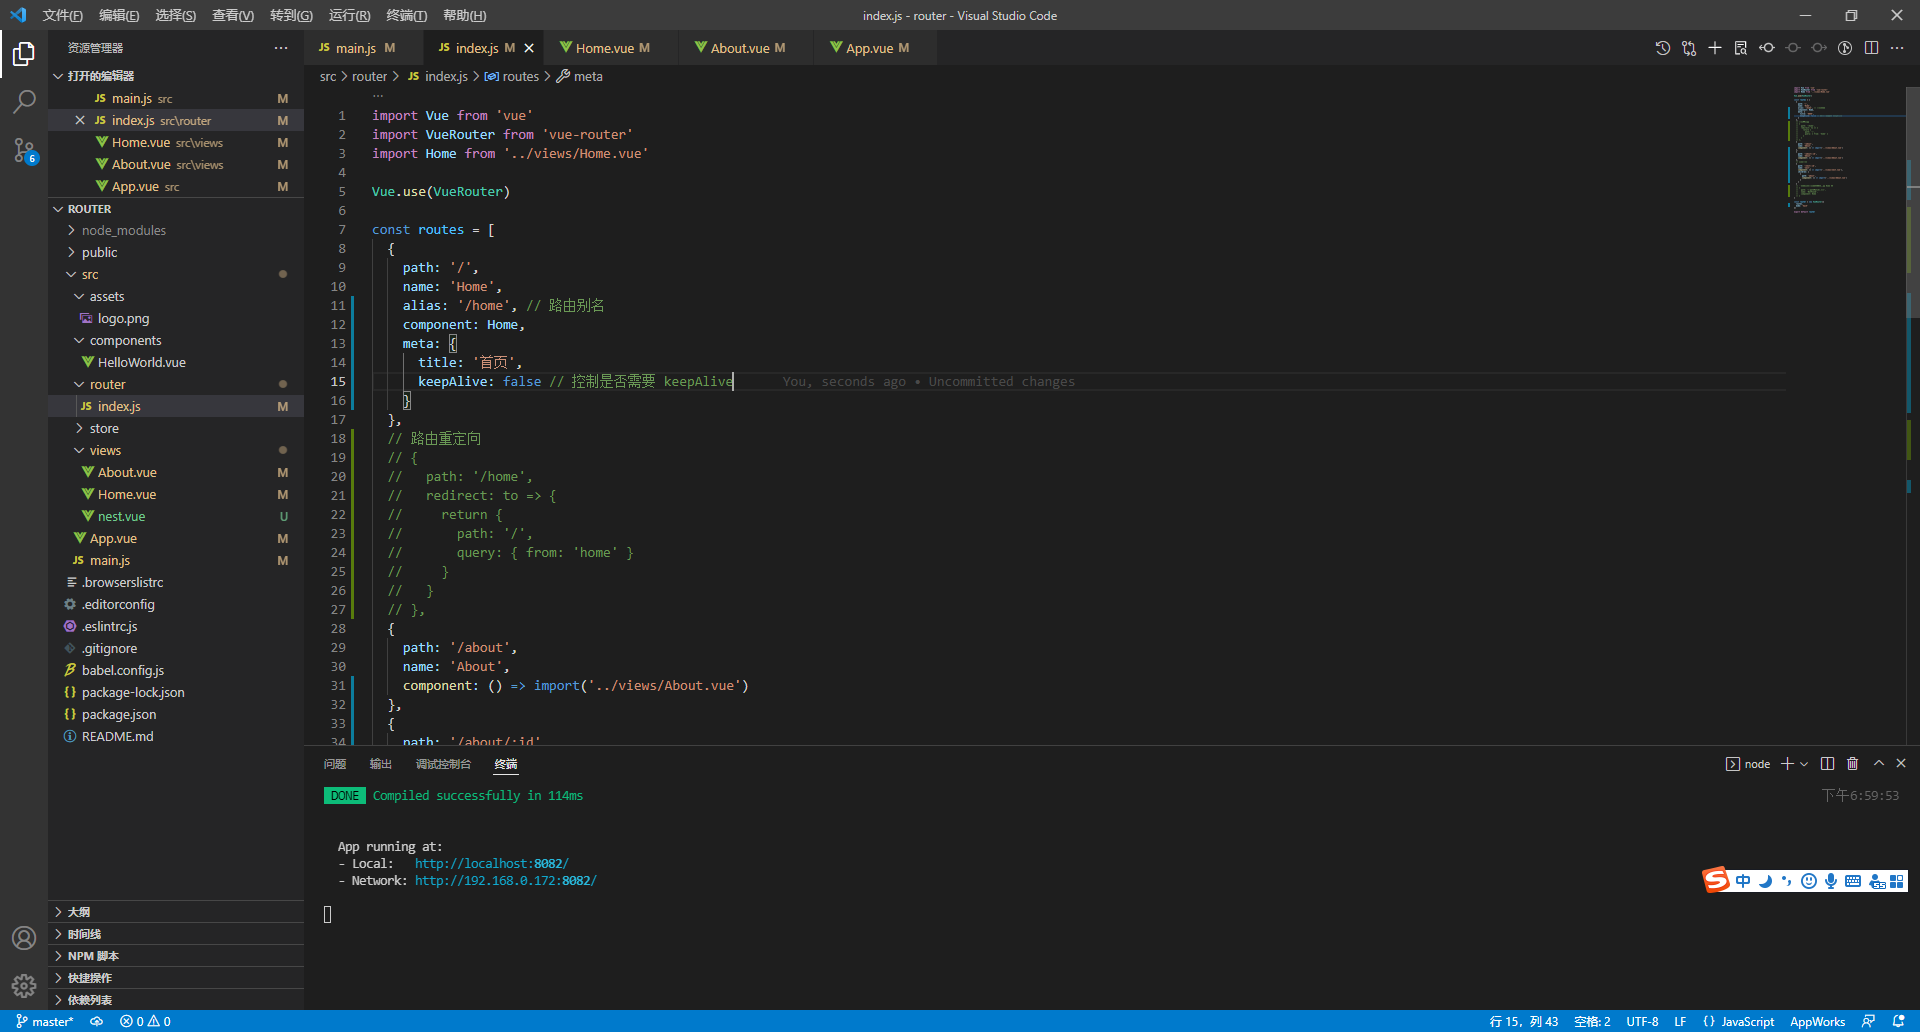 文件(F) 编辑(E) 选择(S) 查看(V) 转到(G) 运行(R) 终端(T) 帮助(H) index.js - router - Visual Studio Code
资源管理器
打开的编辑器
JS main.js src M
JS index.js src\router M
Home.vue src\views M
About.vue src\views M
App.vue src M
ROUTER
node_modules
public
src
assets
logo.png
components
HelloWorld.vue
router
JS index.js M
store
views
About.vue M
Home.vue M
nest.vue U
App.vue M
JS main.js M
.browserslistrc
.editorconfig
.eslintrc.js
.gitignore
babel.config.js
{} package-lock.json
{} package.json
README.md
大纲
时间线
NPM 脚本
快捷操作
依赖列表
6
JS main.js M JS index.js M Home.vue M About.vue M App.vue M
src > router > JS index.js > routes > meta
...
1 import Vue from 'vue'
2 import VueRouter from 'vue-router'
3 import Home from '../views/Home.vue'
4
5 Vue.use(VueRouter)
6
7 const routes = [
8 {
9 path: '/',
10 name: 'Home',
11 alias: '/home', // 路由别名
12 component: Home,
13 meta: {
14 title: '首页',
15 keepAlive: false // 控制是否需要 keepAlive You, seconds ago • Uncommitted changes
16 }
17 },
18 // 路由重定向
19 // {
20 // path: '/home',
21 // redirect: to => {
22 // return {
23 // path: '/',
24 // query: { from: 'home' }
25 // }
26 // }
27 // },
28 {
29 path: '/about',
30 name: 'About',
31 component: () => import('../views/About.vue')
32 },
33 {
34 path: '/about/:id'
问题 输出 调试控制台 终端 node
DONE Compiled successfully in 114ms 下午6:59:53
App running at:
- Local: http://localhost:8082/
- Network: http://192.168.0.172:8082/
S 中
master* 0 0 行 15，列 43 空格: 2 UTF-8 LF {} JavaScript AppWorks